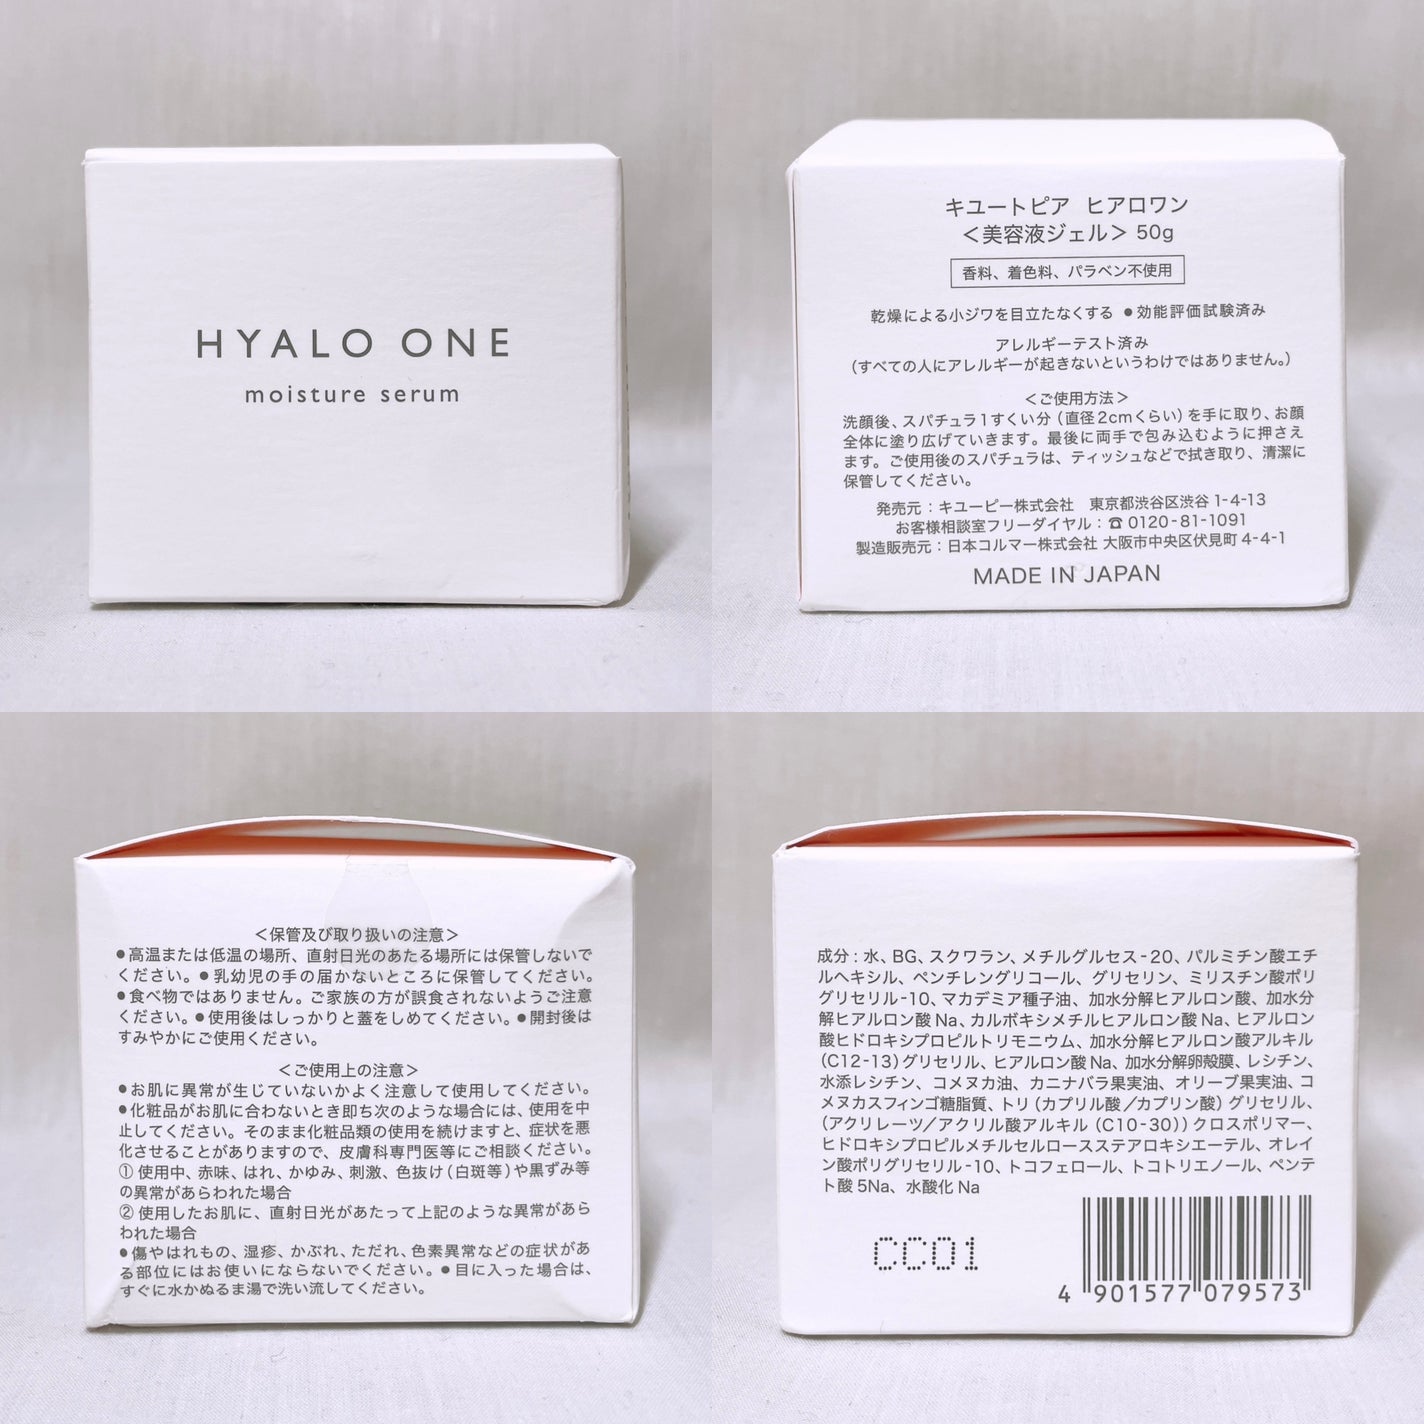 HYALO ONE
moisture serum
キユートピア ヒアロワン
＜美容液ジェル＞ 50g
香料、着色料、パラベン不使用
乾燥による小ジワを目立たなくする ●効能評価試験済み
アレルギーテスト済み
（すべての人にアレルギーが起きないというわけではありません。）
＜ご使用方法＞
洗顔後、スパチュラ1すくい分（直径2cmくらい）を手に取り、お顔
全体に塗り広げていきます。最後に両手で包み込むように押さえ
ます。ご使用後のスパチュラは、ティッシュなどで拭き取り、清潔に
保管してください。
発売元：キユーピー株式会社 東京都渋谷区渋谷 1-4-13
お客様相談室フリーダイヤル：☎ 0120-81-1091
製造販売元：日本コルマー株式会社 大阪市中央区伏見町 4-4-1
MADE IN JAPAN
＜保管及び取り扱いの注意＞
●高温または低温の場所、直射日光のあたる場所には保管しないで
ください。●乳幼児の手の届かないところに保管してください。
●食べ物ではありません。ご家族の方が誤食されないようご注意
ください。●使用後はしっかりと蓋をしめてください。●開封後は
すみやかにご使用ください。
＜ご使用上の注意＞
●お肌に異常が生じていないかよく注意して使用してください。
●化粧品がお肌に合わないとき即ち次のような場合には、使用を中
止してください。そのまま化粧品類の使用を続けますと、症状を悪
化させることがありますので、皮膚科専門医等にご相談ください。
① 使用中、赤味、はれ、かゆみ、刺激、色抜け（白斑等）や黒ずみ等
の異常があらわれた場合
② 使用したお肌に、直射日光があたって上記のような異常があら
われた場合
●傷やはれもの、湿疹、かぶれ、ただれ、色素異常などの症状があ
る部位にはお使いにならないでください。●目に入った場合は、
すぐに水かぬるま湯で洗い流してください。
成分：水、BG、スクワラン、メチルグルセス-20、パルミチン酸エチ
ルヘキシル、ペンチレングリコール、グリセリン、ミリスチン酸ポリ
グリセリル-10、マカデミア種子油、加水分解ヒアルロン酸、加水分
解ヒアルロン酸Na、カルボキシメチルヒアルロン酸Na、ヒアルロン
酸ヒドロキシプロピルトリモニウム、加水分解ヒアルロン酸アルキル
（C12-13）グリセリル、ヒアルロン酸Na、加水分解卵殻膜、レシチン、
水添レシチン、コメヌカ油、カニナバラ果実油、オリーブ果実油、コ
メヌカスフィンゴ糖脂質、トリ（カプリル酸／カプリン酸）グリセリル、
（アクリレーツ／アクリル酸アルキル（C10-30））クロスポリマー、
ヒドロキシプロピルメチルセルロースステアロキシエーテル、オレイ
ン酸ポリグリセリル-10、トコフェロール、トコトリエノール、ペンテ
ト酸5Na、水酸化Na
CC01
4 901577 079573